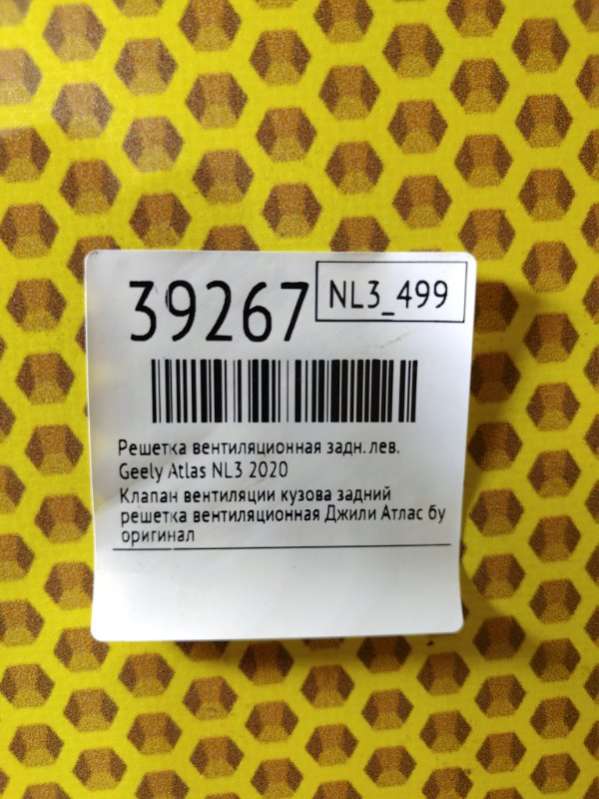 39267
NL3_499
Решетка вентиляционная задн. лев.
Geely Atlas NL3 2020
Клапан вентиляции кузова задний
решетка вентиляционная Джили Атлас бу
оригинал